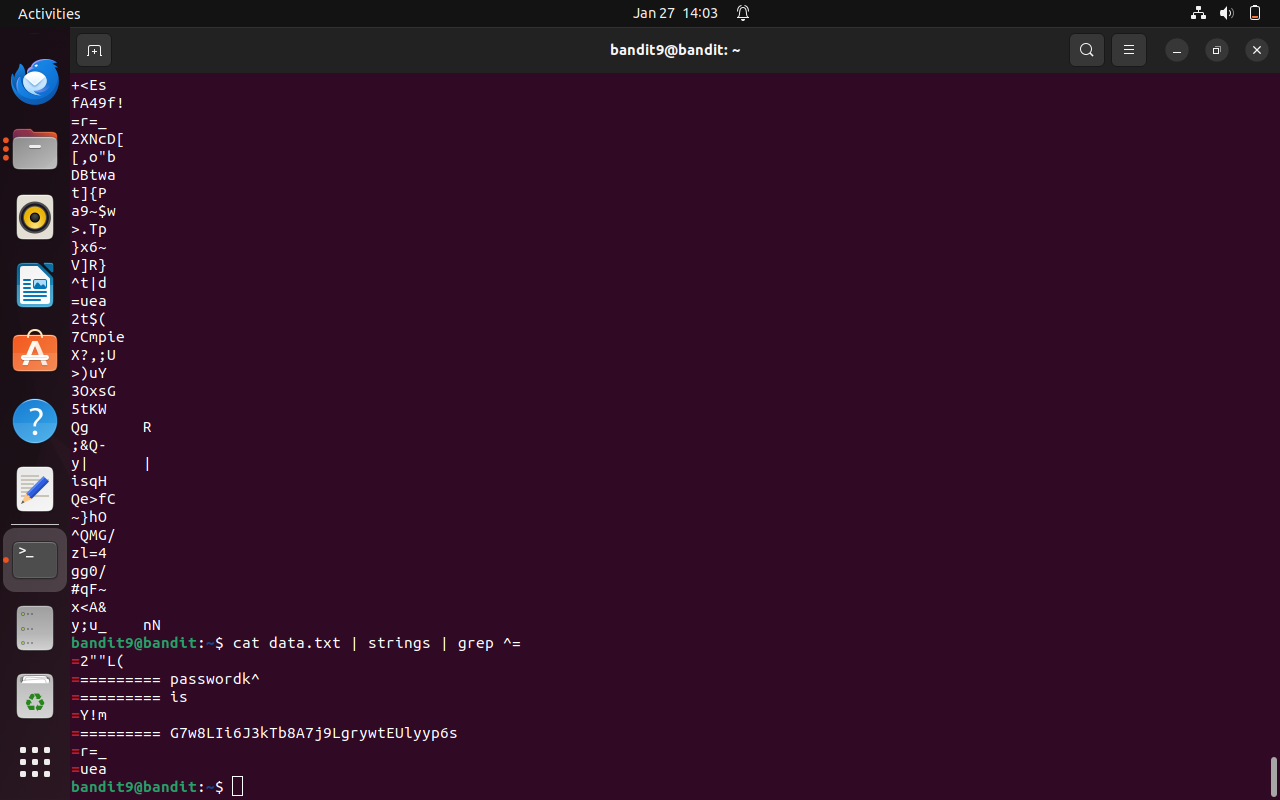 Activities
Jan 27 14:03
bandit9@bandit: ~
+<Es
fA49f!
=r=_
2XNcD[
[,o"b
DBtwa
t]{P
a9~$w
>.Tp
}x6~
V]R}
^t|d
=uea
2t$(
7Cmpie
X?,;U
>)uY
3OxsG
5tKW
Qg      R
;&Q-
y|      |
isqH
Qe>fC
~}hO
^QMG/
zl=4
gg0/
#qF~
x<A&
y;u_    nN
bandit9@bandit:~$ cat data.txt | strings | grep ^=
=2""L(
========== passwordk^
========== is
=Y!m
========== G7w8LIi6J3kTb8A7j9LgrywtEUlyyp6s
=r=_
=uea
bandit9@bandit:~$